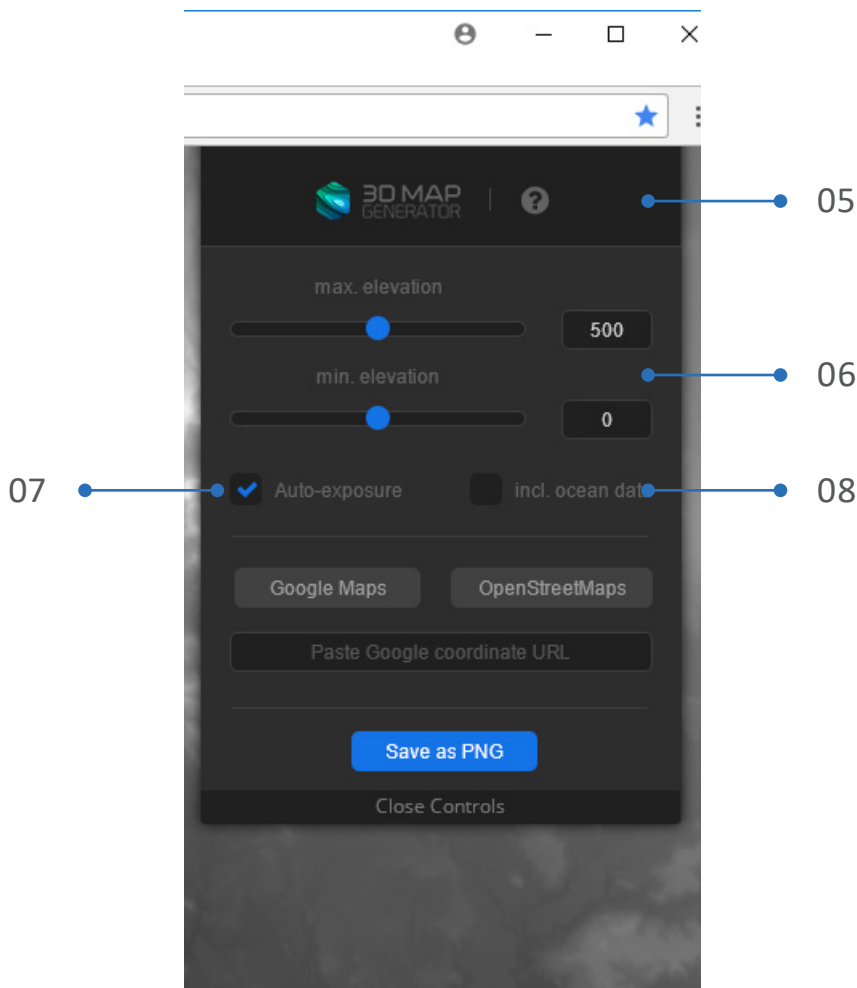 3D MAP
GENERATOR
?
05
max. elevation
500
06
min. elevation
0
07
Auto-exposure
incl. ocean dat
08
Google Maps
OpenStreetMaps
Paste Google coordinate URL
Save as PNG
Close Controls